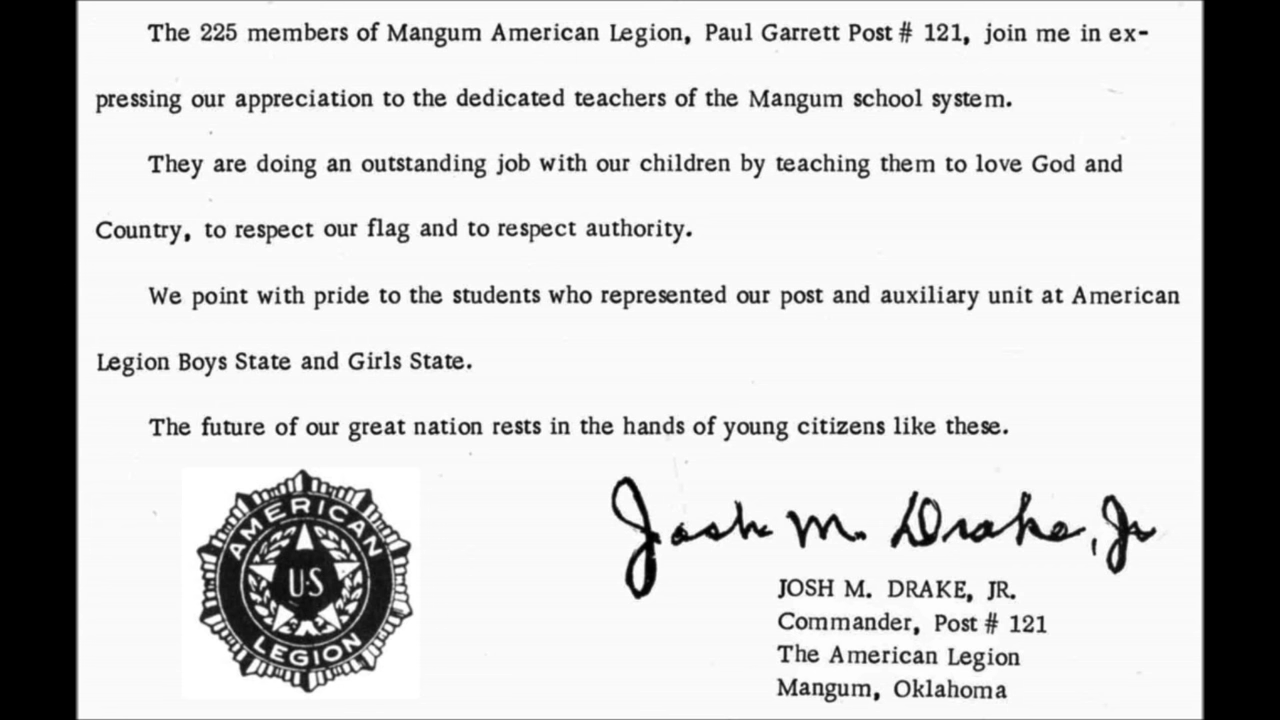 The 225 members of Mangum American Legion, Paul Garrett Post # 121, join me in ex-
pressing our appreciation to the dedicated teachers of the Mangum school system.
They are doing an outstanding job with our children by teaching them to love God and
Country, to respect our flag and to respect authority.
We point with pride to the students who represented our post and auxiliary unit at American
Legion Boys State and Girls State.
The future of our great nation rests in the hands of young citizens like these.
AMERICAN
U·S
LEGION
Josh M. Drake, Jr
JOSH M. DRAKE, JR.
Commander, Post # 121
The American Legion
Mangum, Oklahoma